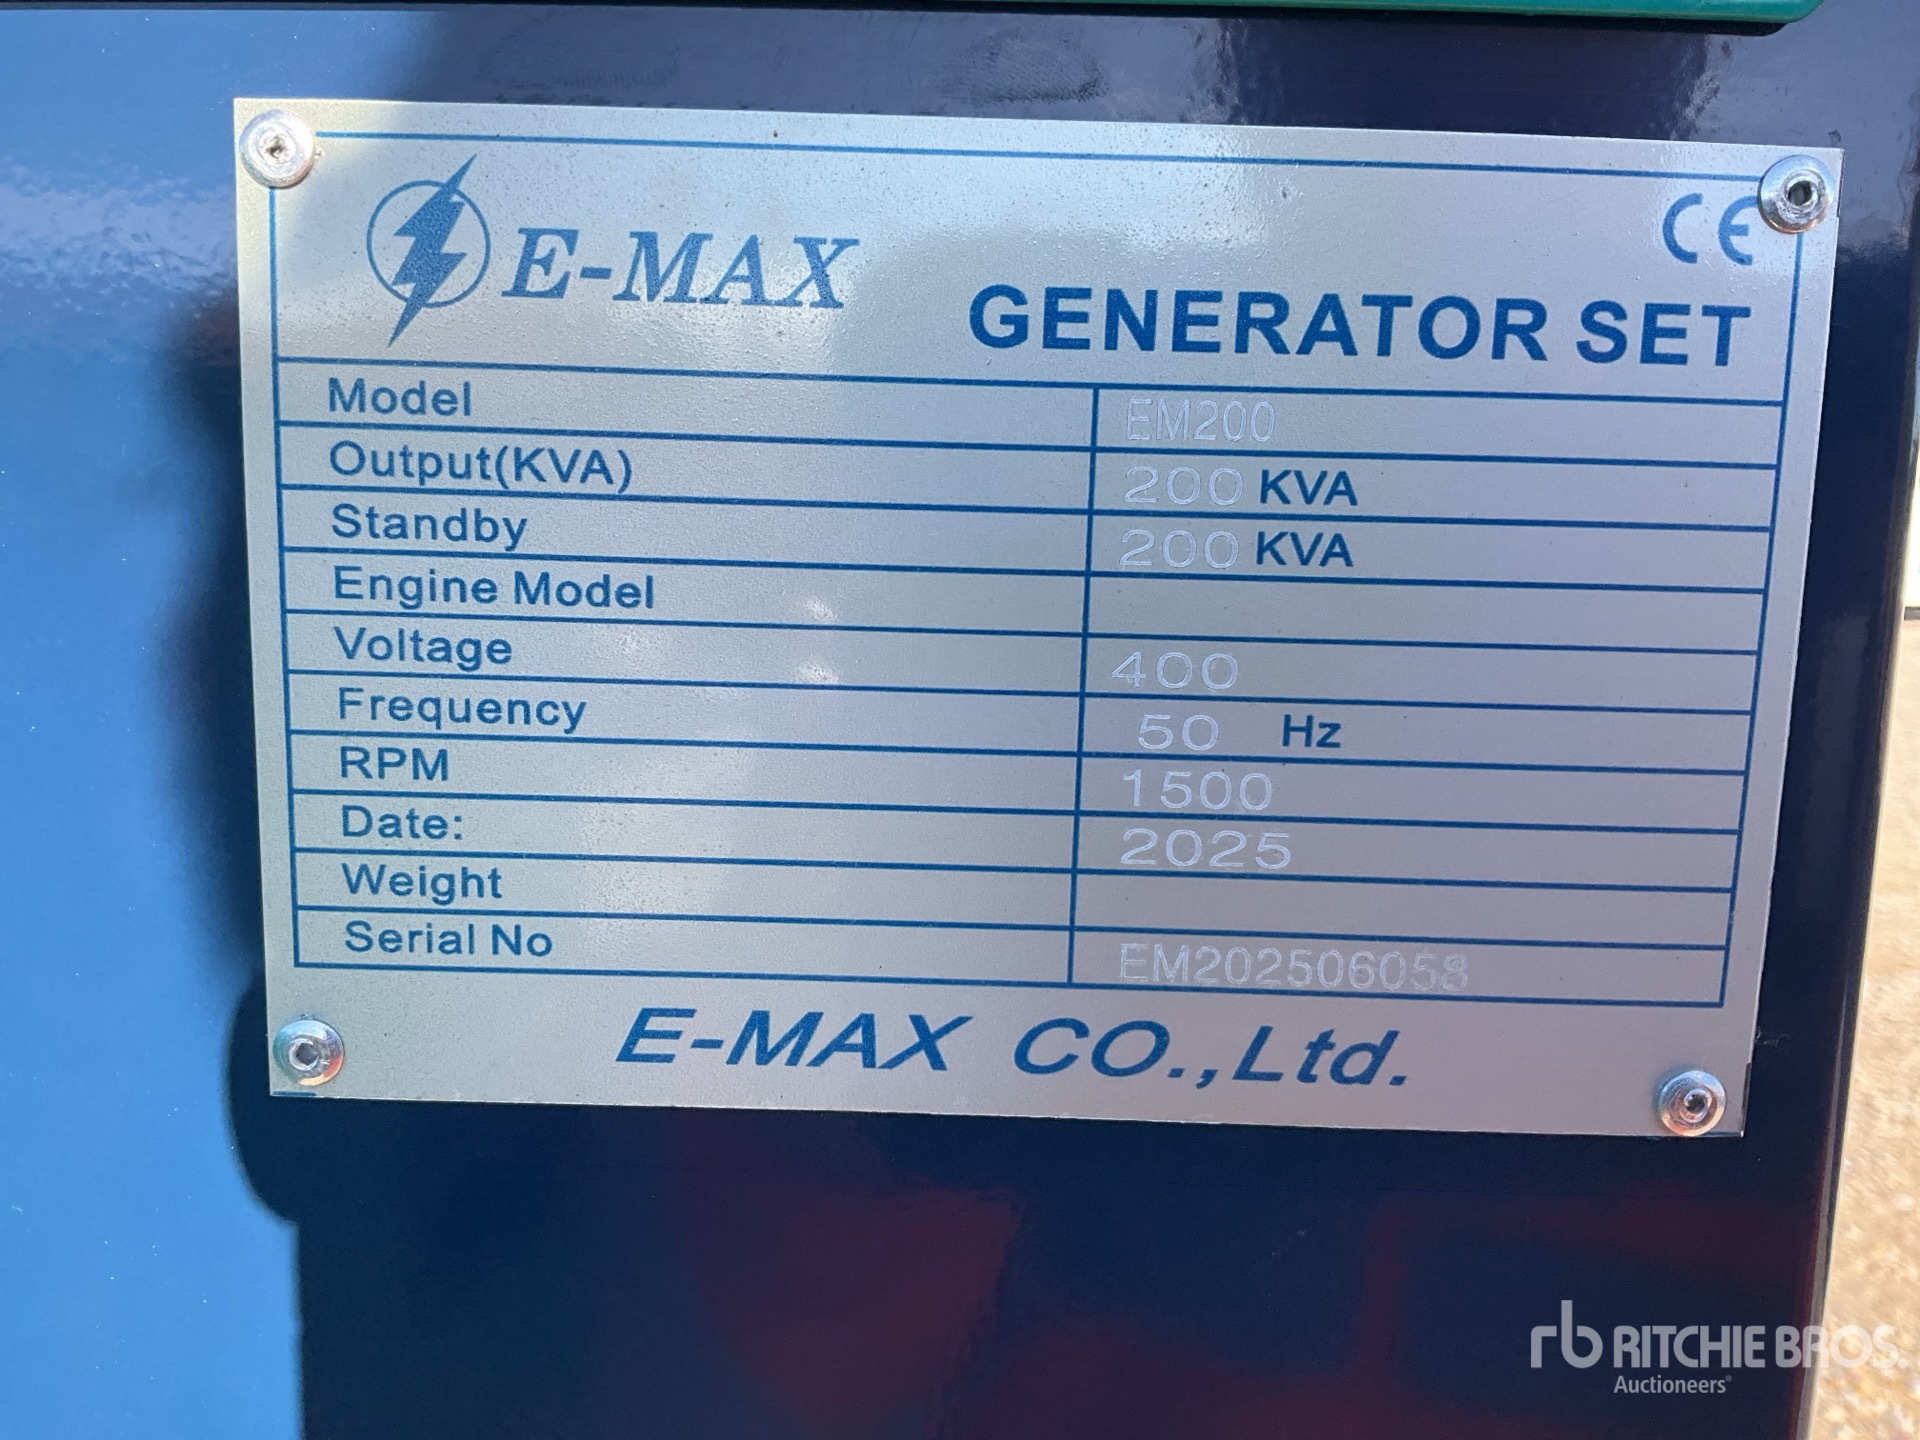 CE
E-MAX
GENERATOR SET
Model EM200
Output(KVA) 200 KVA
Standby 200 KVA
Engine Model
Voltage 400
Frequency 50 Hz
RPM 1500
Date: 2025
Weight
Serial No EM202506058
E-MAX CO.,Ltd.
rb RITCHIE BROS.
Auctioneers®